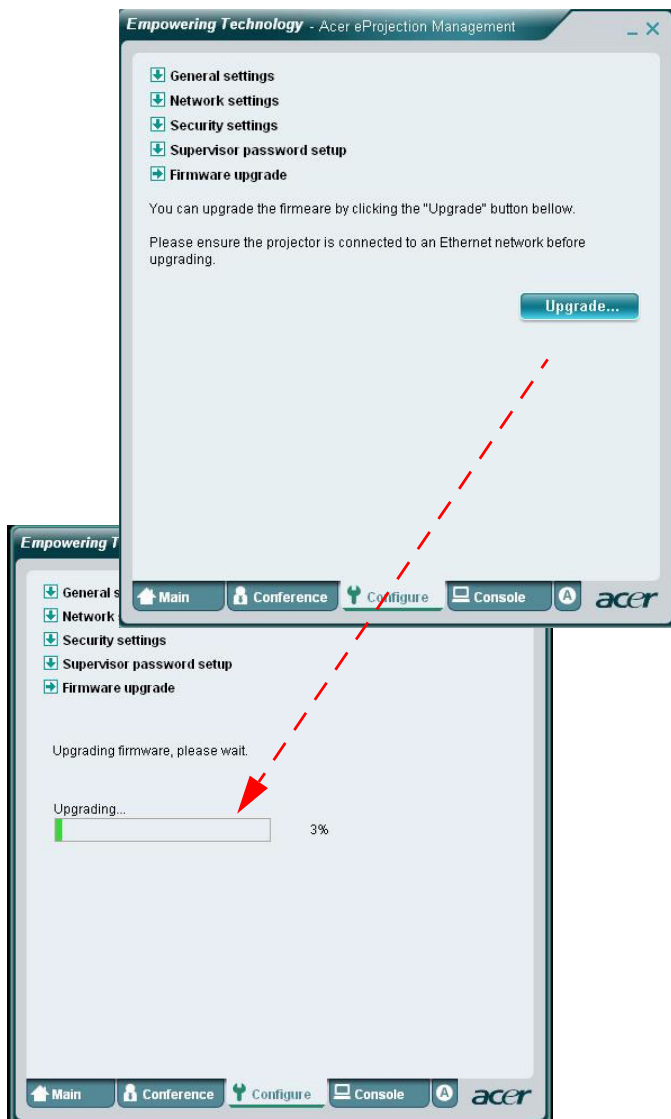 Empowering Technology - Acer eProjection Management
General settings
Network settings
Security settings
Supervisor password setup
Firmware upgrade
You can upgrade the firmeare by clicking the "Upgrade" button bellow.
Please ensure the projector is connected to an Ethernet network before
upgrading.
Upgrade...
Main Conference Configure Console A acer
Empowering T
General s
Network
Security settings
Supervisor password setup
Firmware upgrade
Upgrading firmware, please wait.
Upgrading...
3%
Main Conference Configure Console A acer